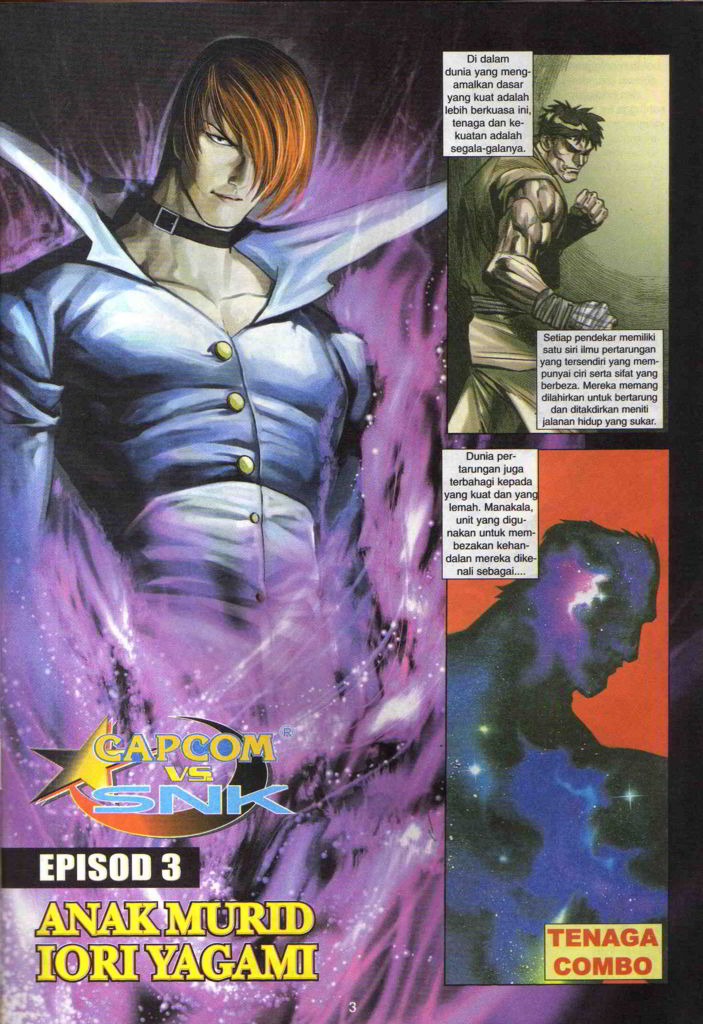 Di dalam
dunia yang meng-
amalkan dasar
yang kuat adalah
lebih berkuasa ini,
tenaga dan ke-
kuatan adalah
segala-galanya.
Setiap pendekar memiliki
satu siri ilmu pertarungan
yang tersendiri yang mem-
punyai ciri serta sifat yang
berbeza. Mereka memang
dilahirkan untuk bertarung
dan ditakdirkan meniti
jalanan hidup yang sukar.
Dunia per-
tarungan juga
terbahagi kepada
yang kuat dan yang
lemah. Manakala,
unit yang digu-
nakan untuk mem-
bezakan kehan-
dalan mereka dike-
nali sebagai....
TENAGA
COMBO
CAPCOM®
VS
SNK
EPISOD 3
ANAK MURID
IORI YAGAMI
3